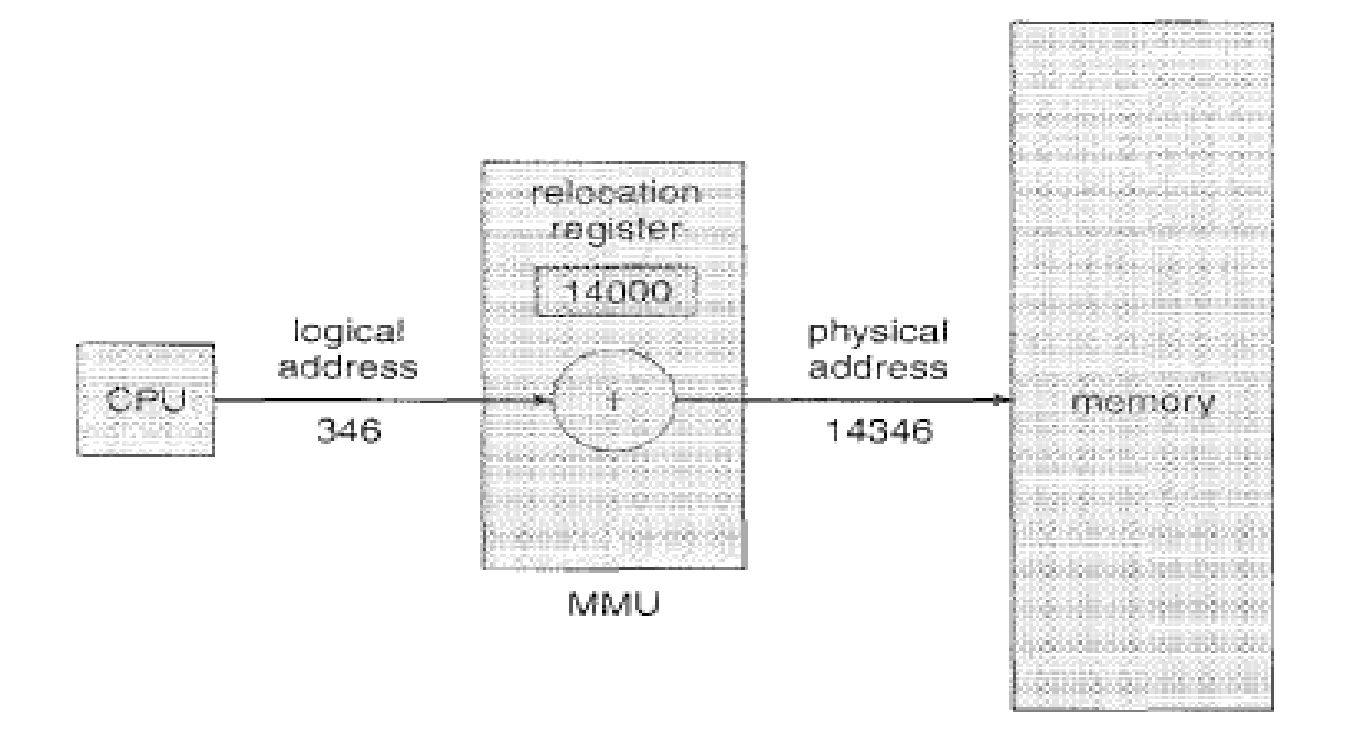 relocation
register
14000
logical
address
346
CPU
+
physical
address
14346
memory
MMU